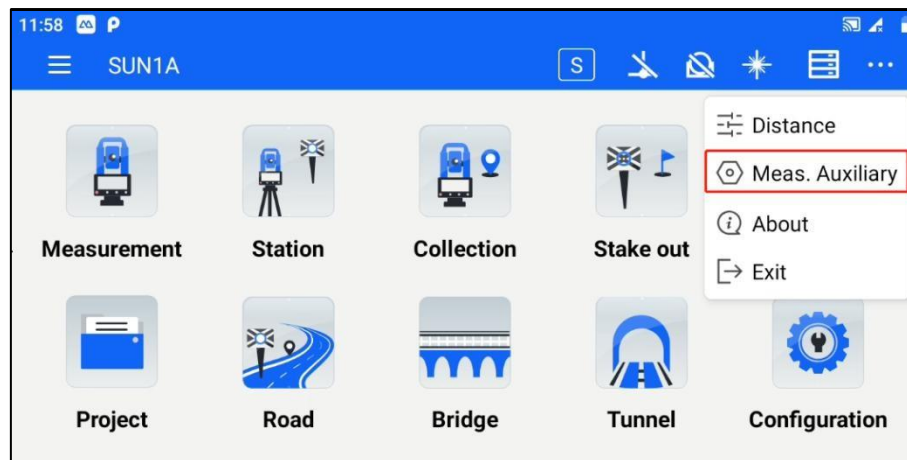 11:58
SUN1A
S
Distance
Meas. Auxiliary
About
Exit
Measurement
Station
Collection
Stake out
Project
Road
Bridge
Tunnel
Configuration